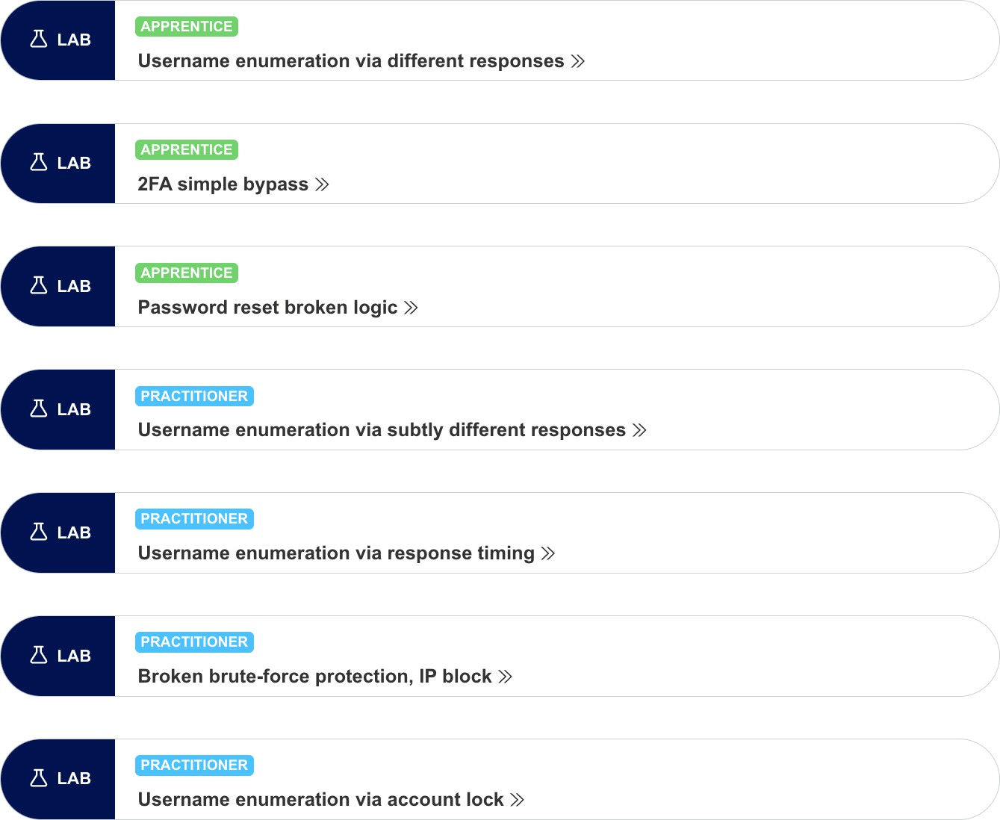 LAB
APPRENTICE
Username enumeration via different responses
LAB
APPRENTICE
2FA simple bypass
LAB
APPRENTICE
Password reset broken logic
LAB
PRACTITIONER
Username enumeration via subtly different responses
LAB
PRACTITIONER
Username enumeration via response timing
LAB
PRACTITIONER
Broken brute-force protection, IP block
LAB
PRACTITIONER
Username enumeration via account lock